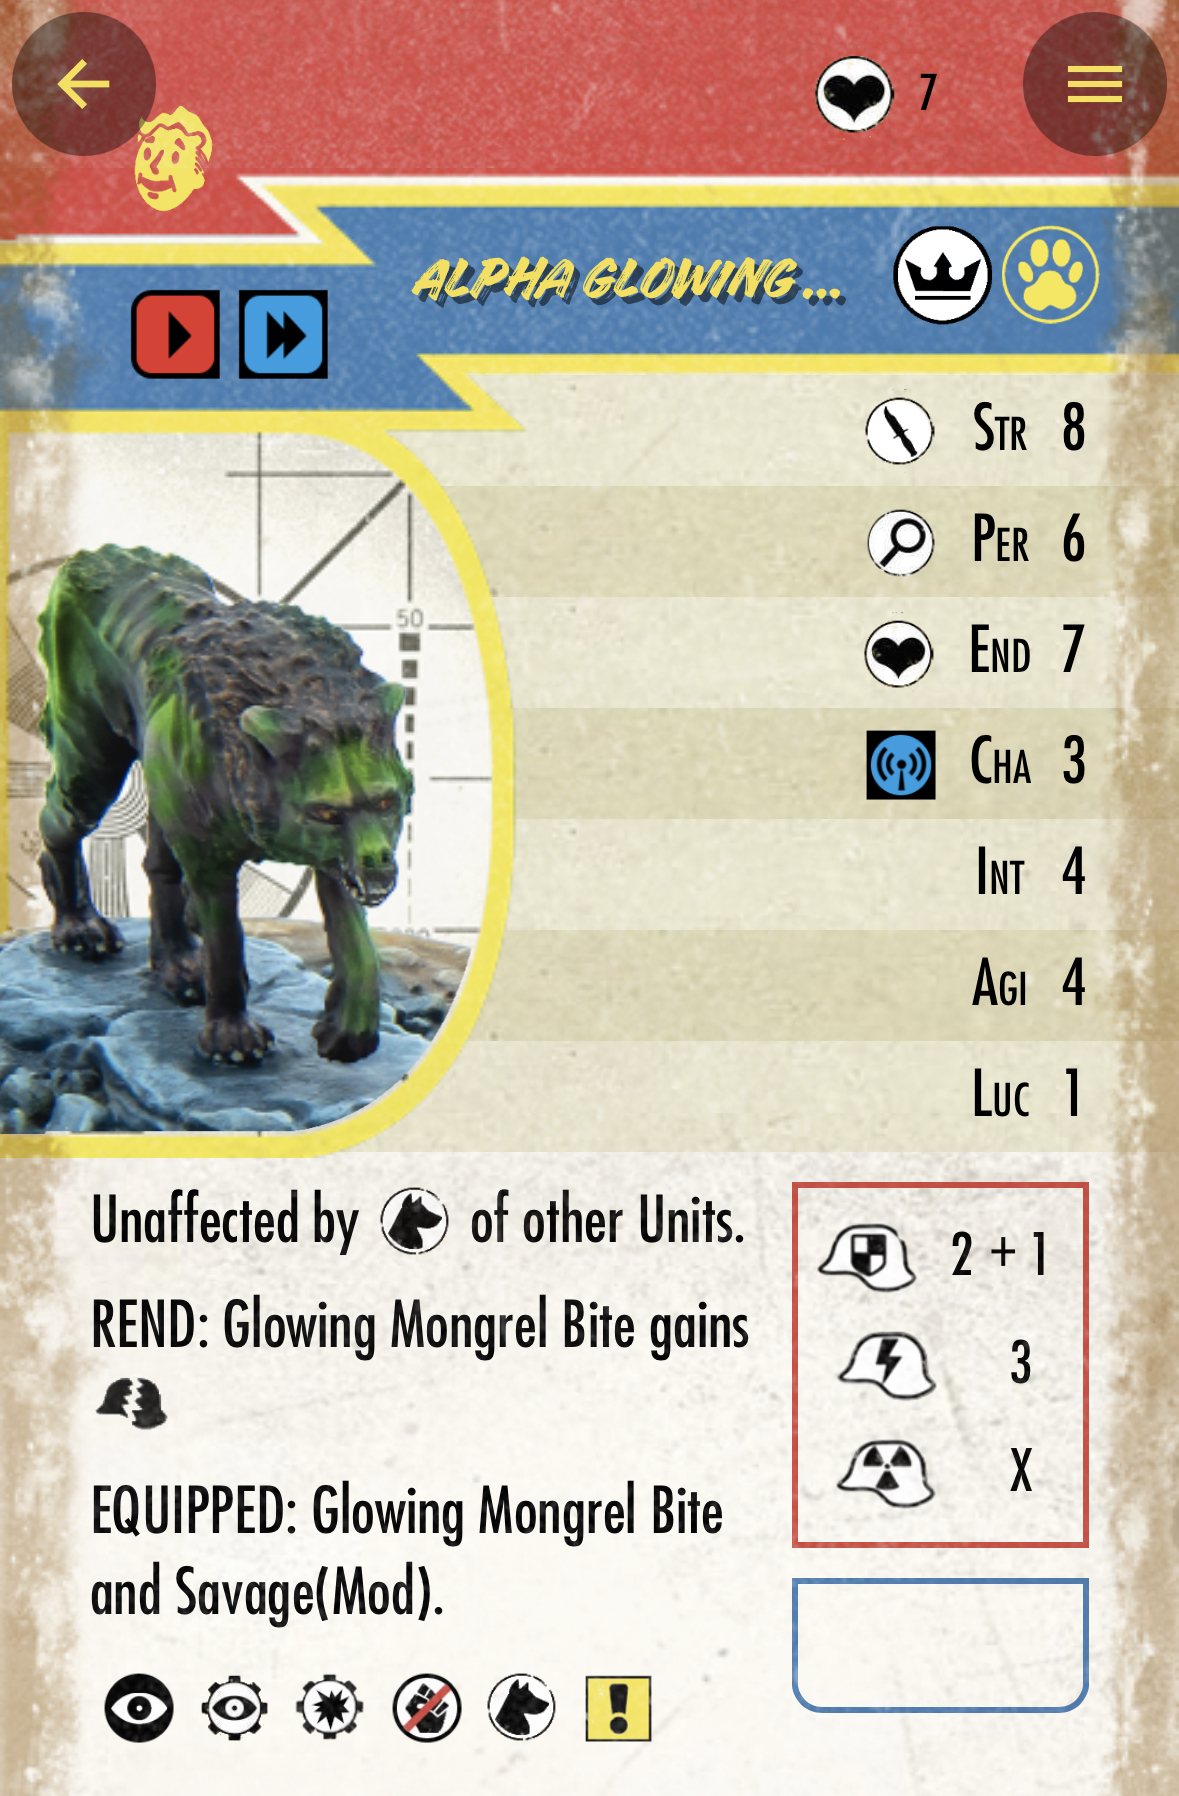 7
ALPHA GLOWING...
STR 8
PER 6
END 7
CHA 3
INT 4
AGI 4
LUC 1
50
Unaffected by of other Units.
REND: Glowing Mongrel Bite gains
EQUIPPED: Glowing Mongrel Bite
and Savage(Mod).
2 + 1
3
X